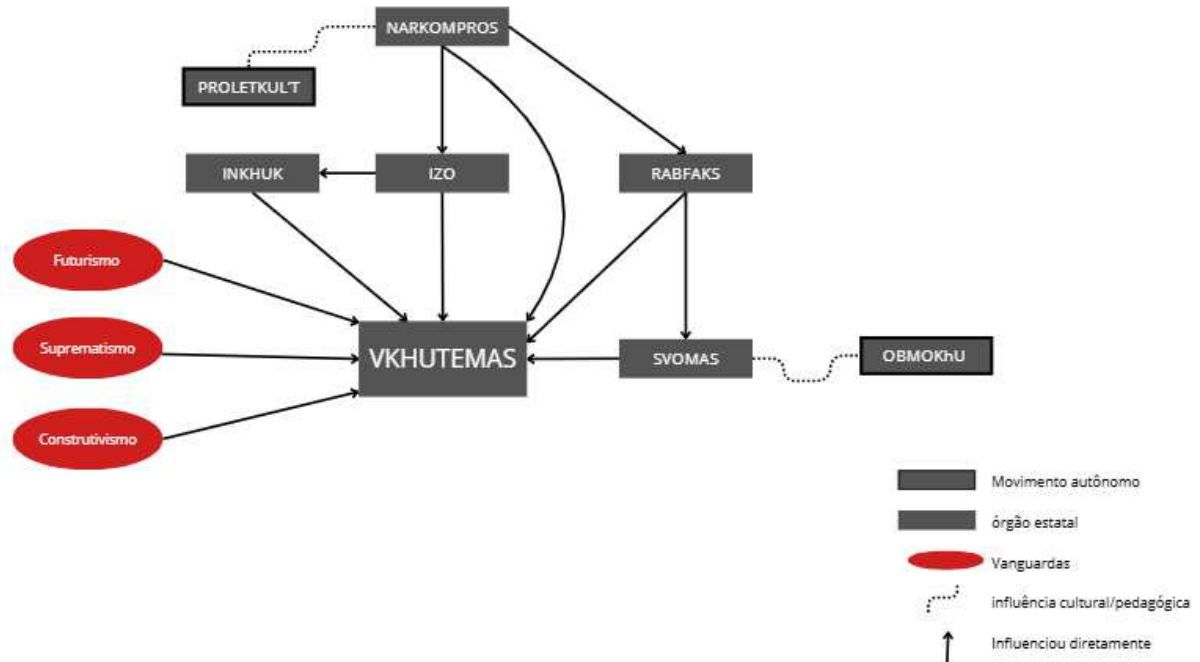 NARKOMPROS
PROLETKUL'T
INKHUK
IZO
RABFAKS
Futurismo
Suprematismo
VKHUTEMAS
SVOMAS
OBMOKhU
Construtivismo
Movimento autônomo
órgão estatal
Vanguardas
influência cultural/pedagógica
Influenciou diretamente